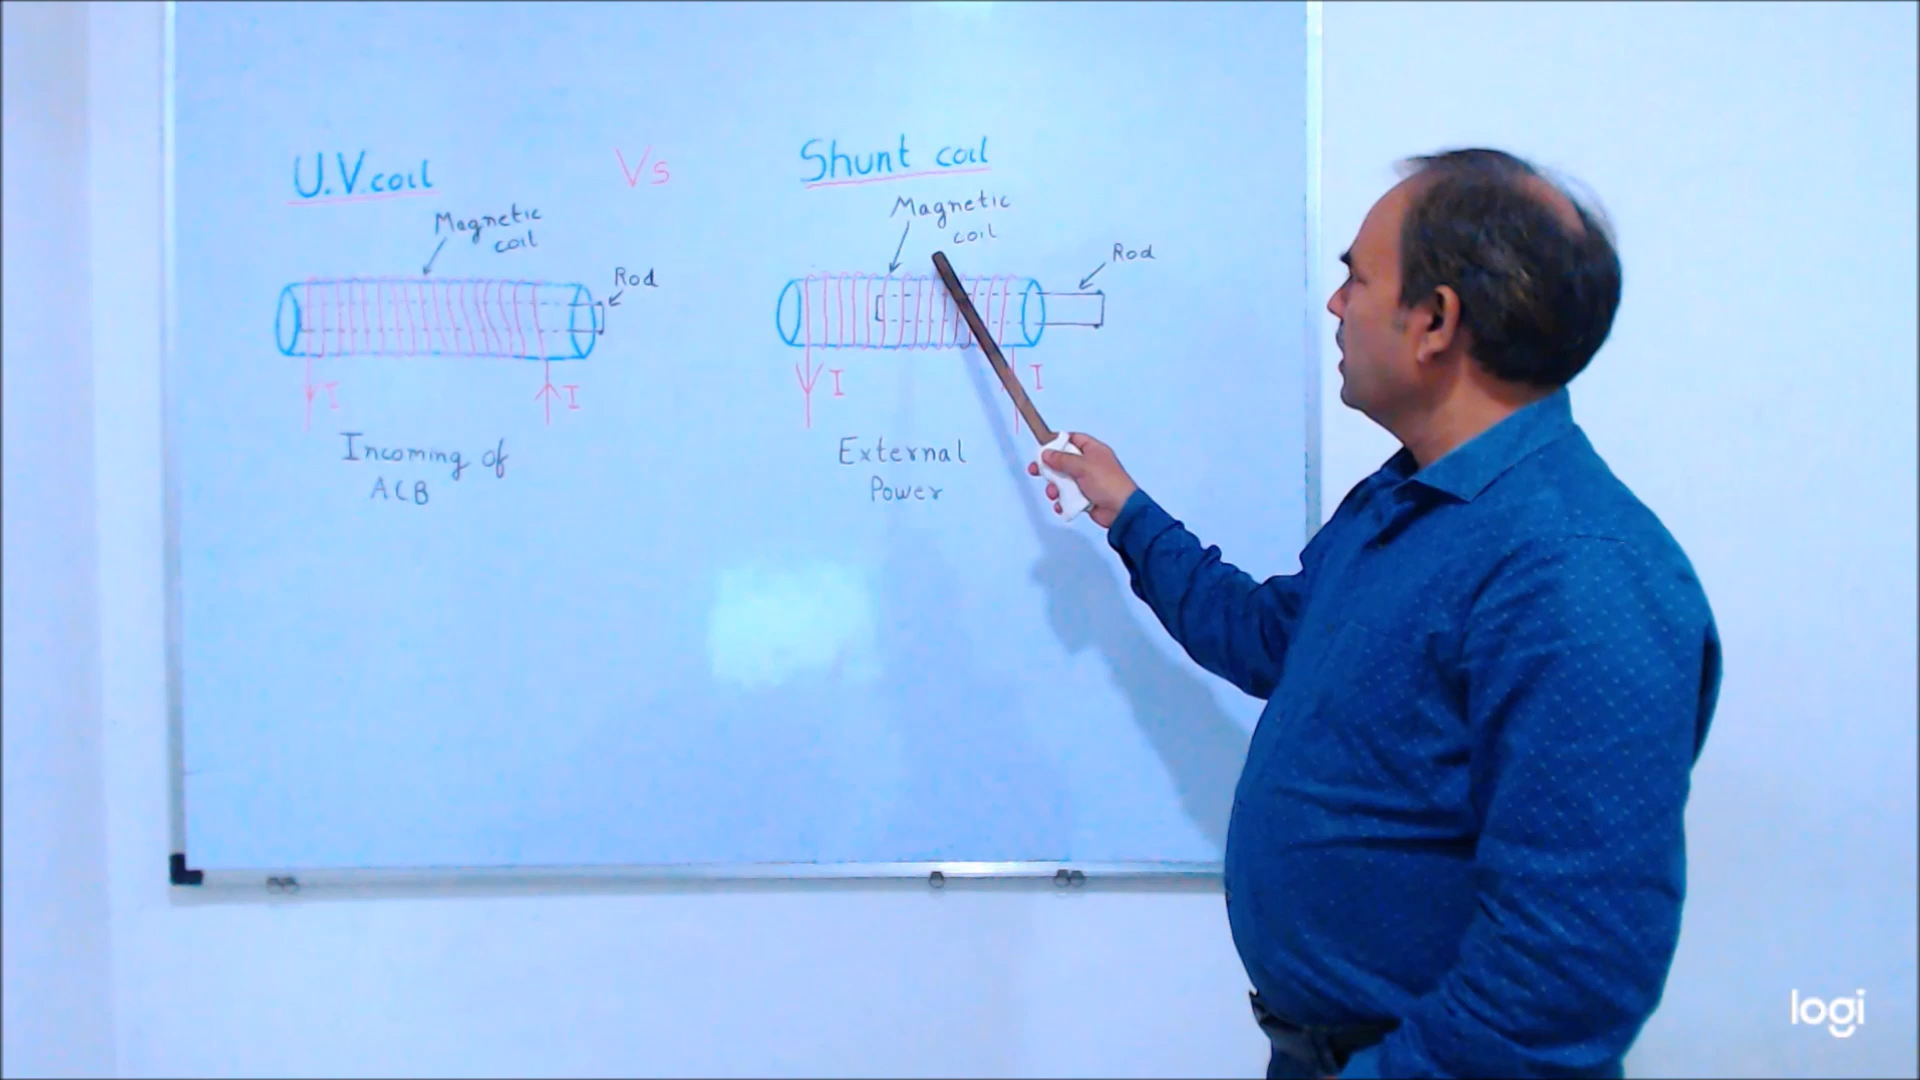 U.V.coil
Vs
Shunt coil
Magnetic
coil
Rod
I
I
Incoming of
ACB
Magnetic
coil
Rod
I
I
External
Power
logi